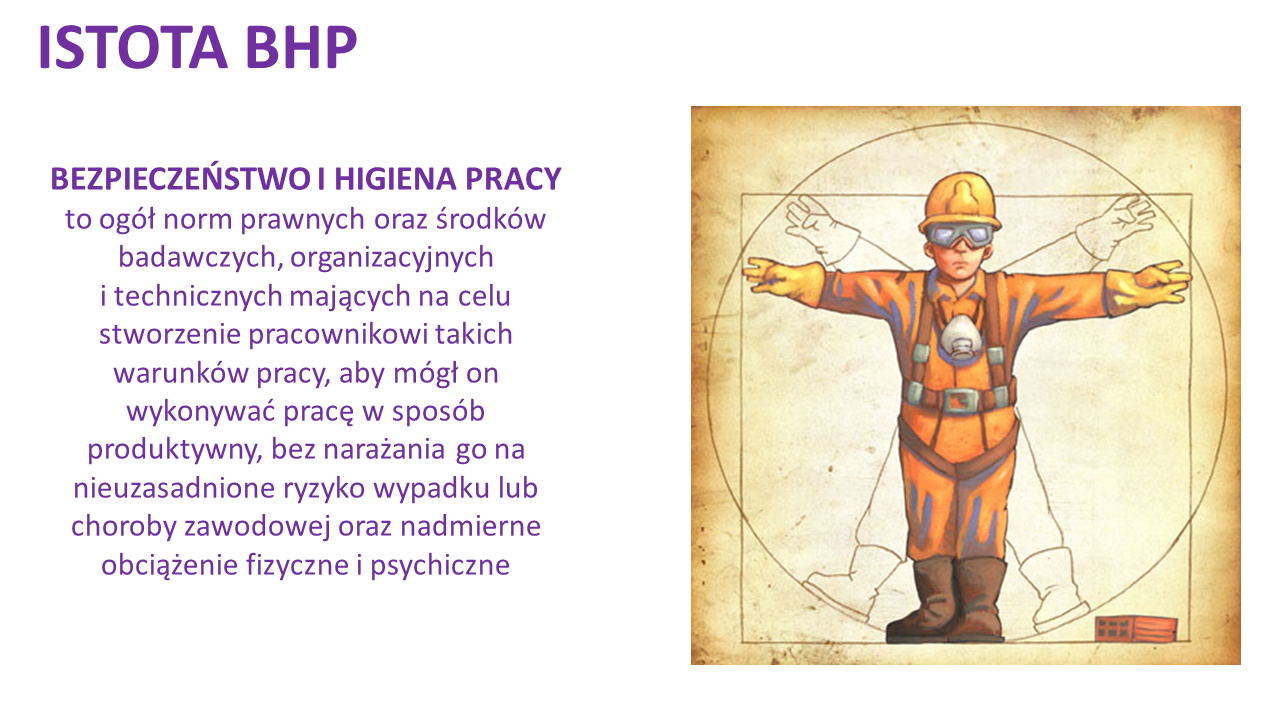 ISTOTA BHP
BEZPIECZEŃSTWO I HIGIENA PRACY
to ogół norm prawnych oraz środków
badawczych, organizacyjnych
i technicznych mających na celu
stworzenie pracownikowi takich
warunków pracy, aby mógł on
wykonywać pracę w sposób
produktywny, bez narażania go na
nieuzasadnione ryzyko wypadku lub
choroby zawodowej oraz nadmierne
obciążenie fizyczne i psychiczne